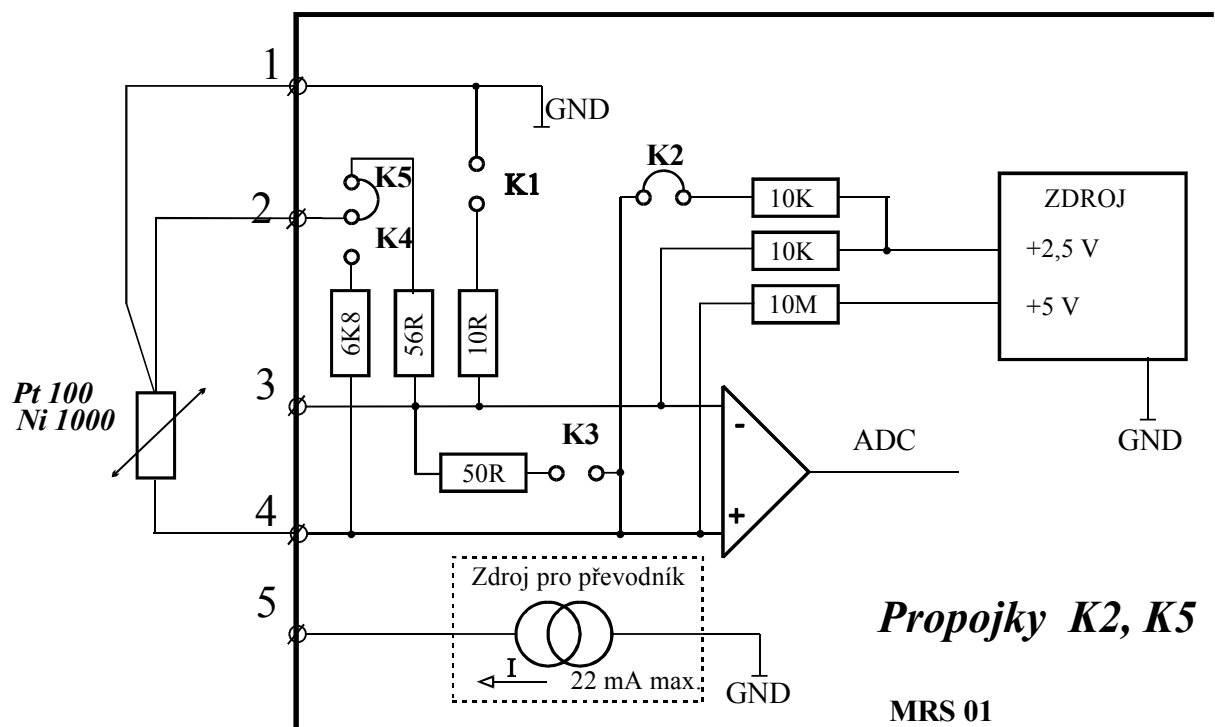 1
GND
K5
K1
K2
10K
ZDROJ
2
K4
10K
+2,5 V
10M
+5 V
6K8
56R
10R
Pt 100
Ni 1000
3
-
K3
ADC
GND
50R
4
+
5
Zdroj pro převodník
I
22 mA max.
GND
Propojky K2, K5
MRS 01